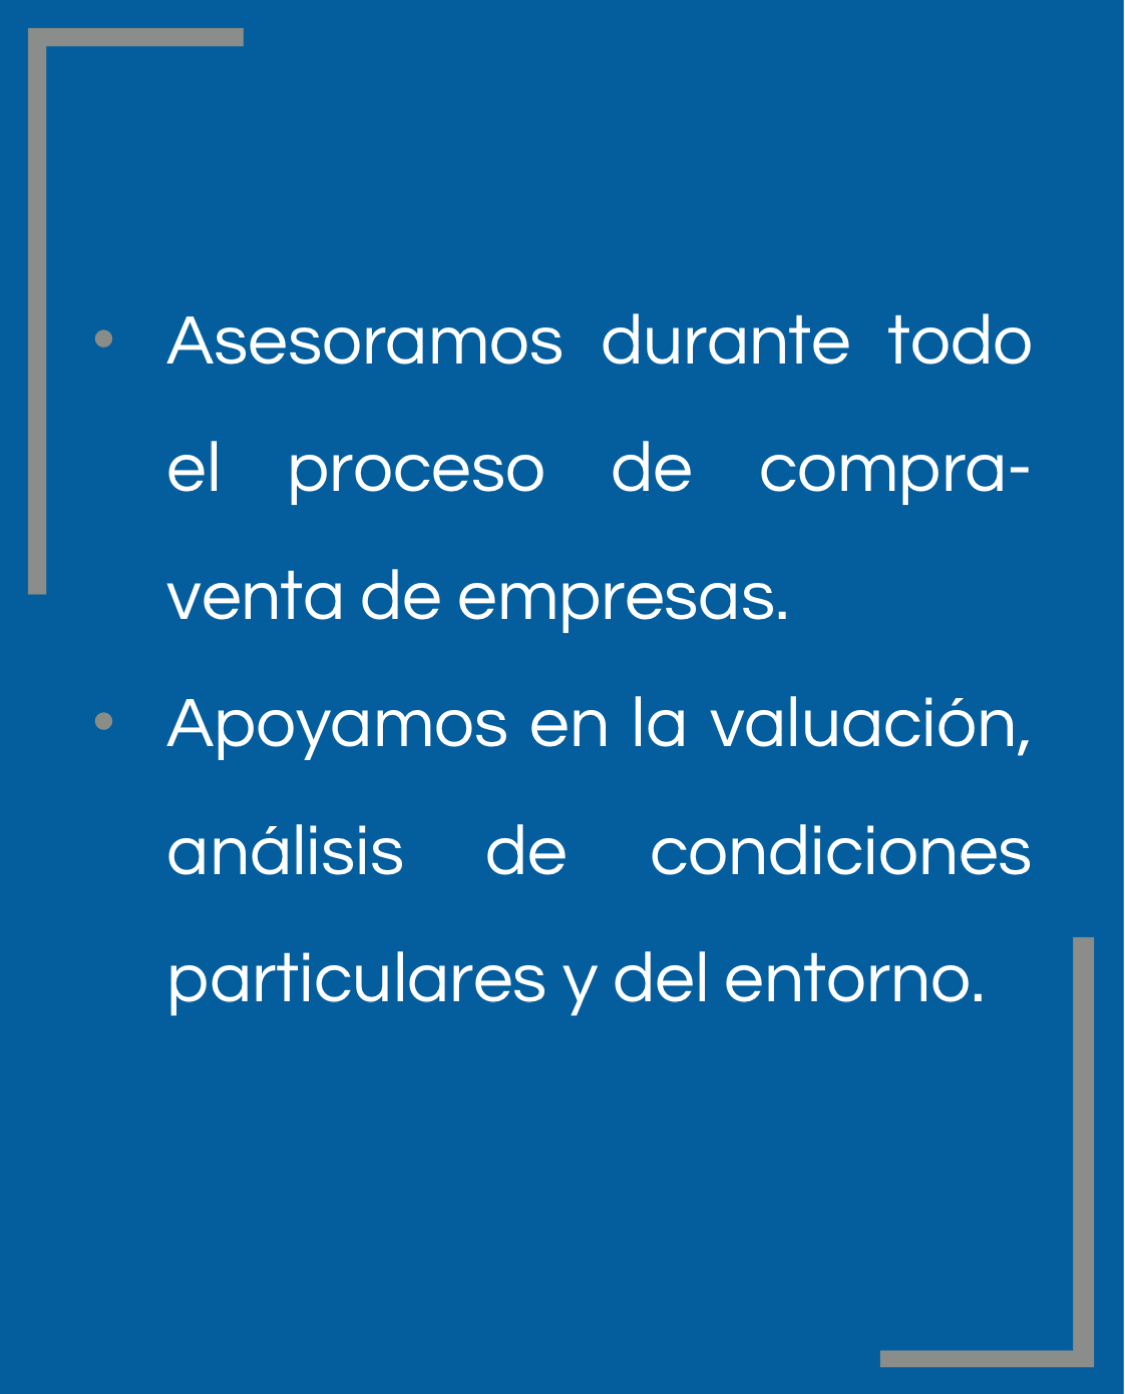 • Asesoramos durante todo
el proceso de compra-
venta de empresas.
• Apoyamos en la valuación,
análisis de condiciones
particulares y del entorno.